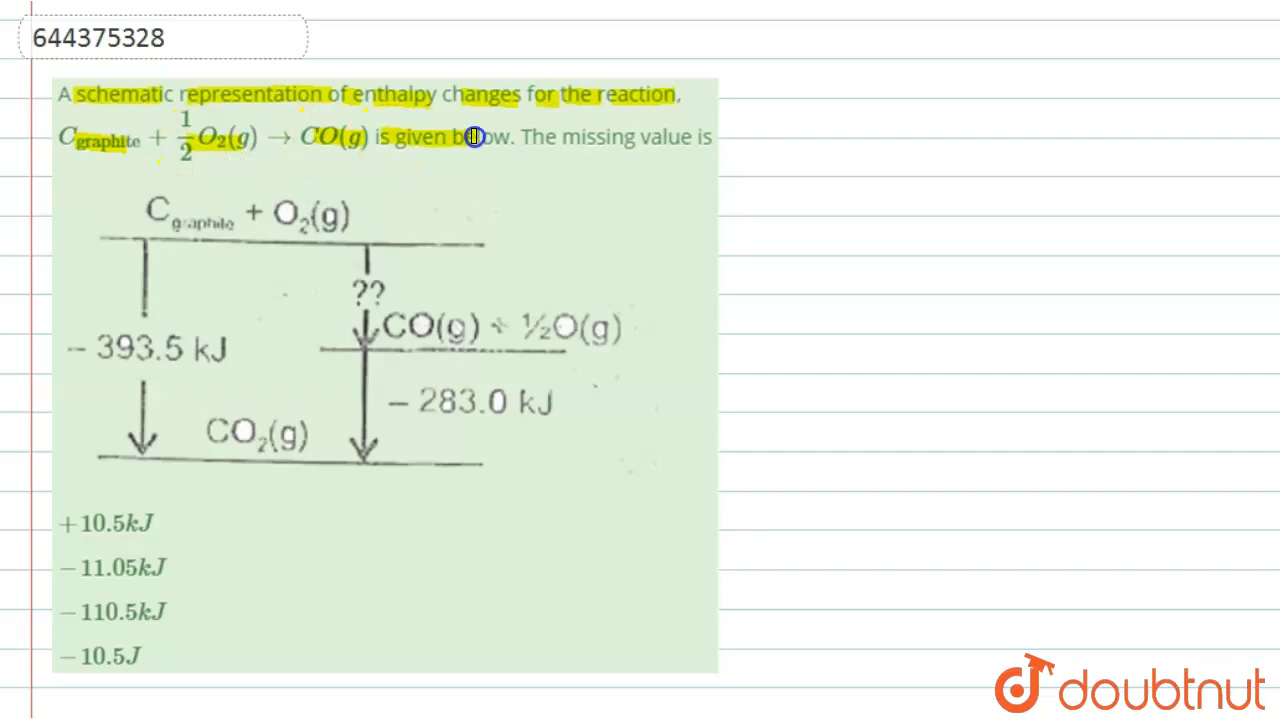 644375328
A schematic representation of enthalpy changes for the reaction,
C_graphite + 1/2 O₂(g) → CO(g) is given below. The missing value is
C_graphite + O₂(g)
??
CO(g) + ½O(g)
− 393.5 kJ
− 283.0 kJ
CO₂(g)
+10.5kJ
−11.05kJ
−110.5kJ
−10.5J
doubtnut